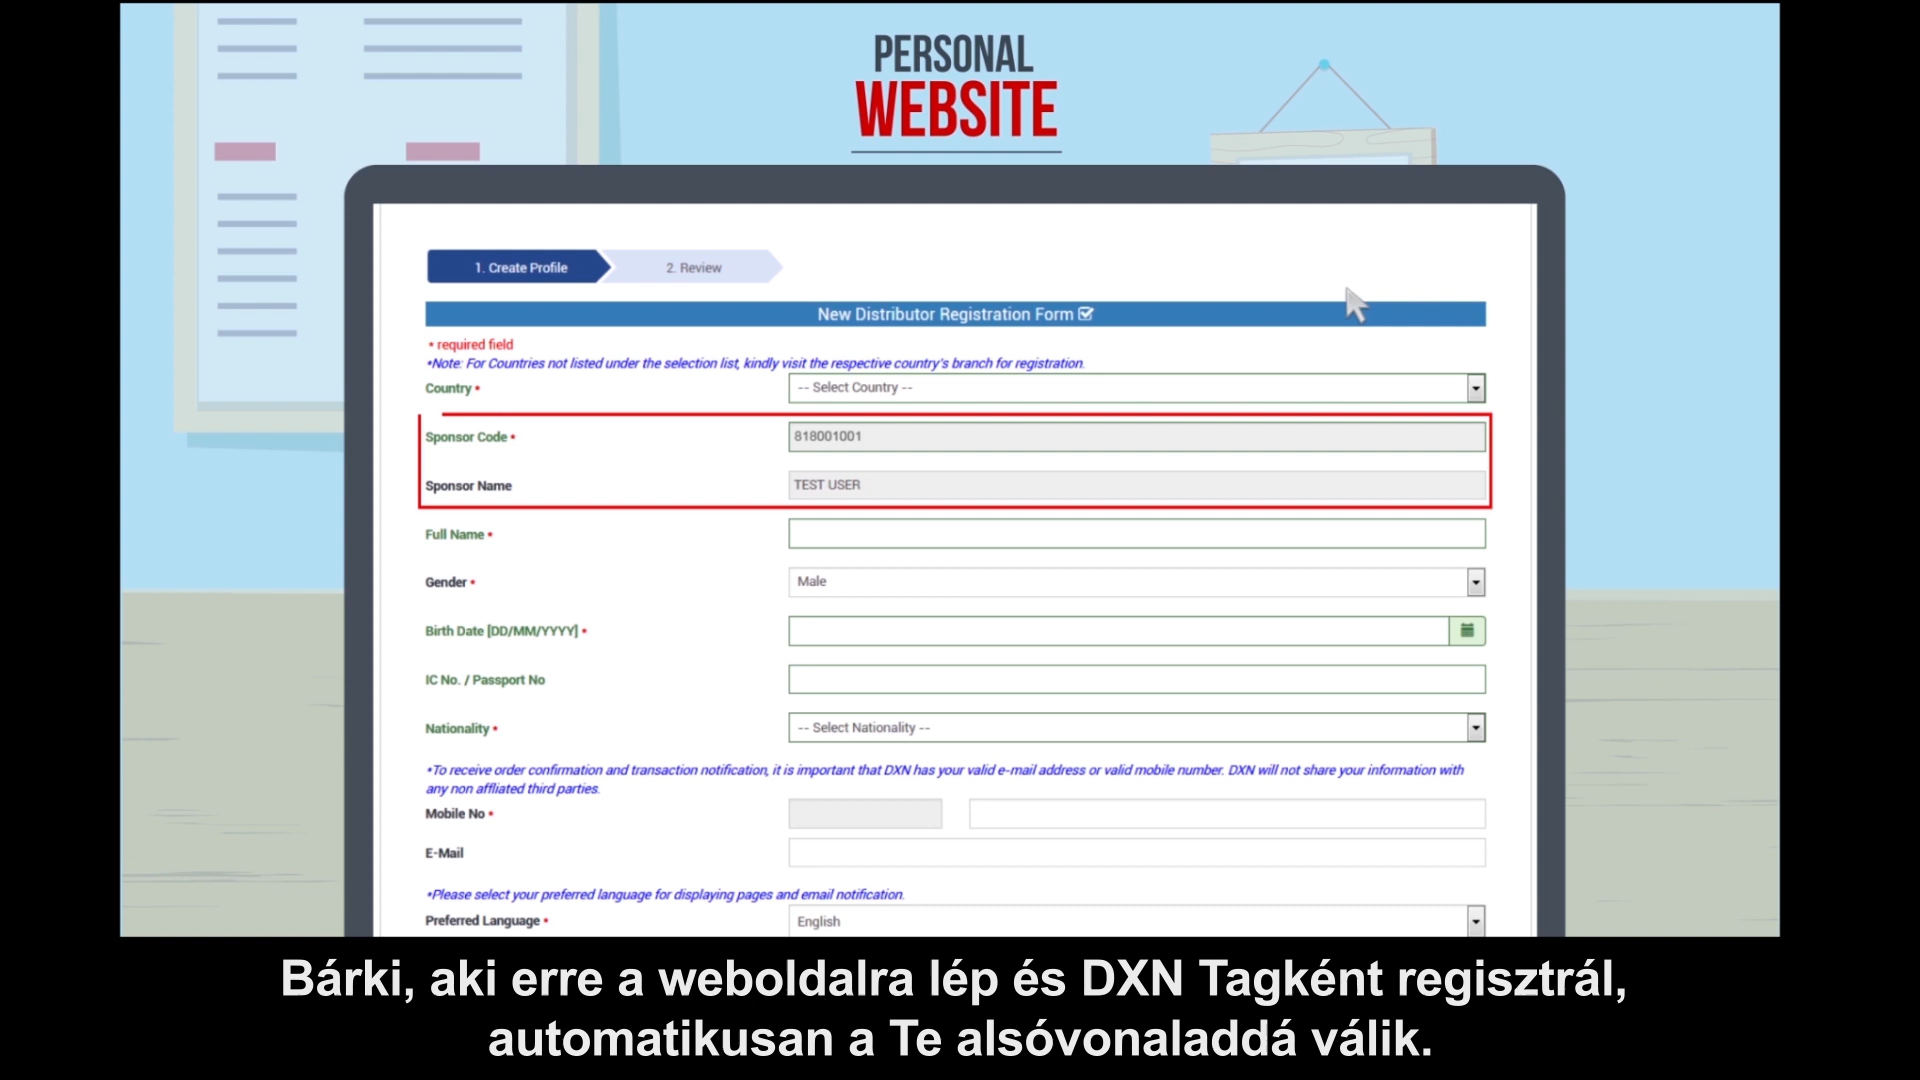 PERSONAL
WEBSITE
1. Create Profile
2. Review
New Distributor Registration Form
* required field
*Note: For Countries not listed under the selection list, kindly visit the respective country's branch for registration.
Country *
-- Select Country --
Sponsor Code *
818001001
Sponsor Name
TEST USER
Full Name *
Gender *
Male
Birth Date [DD/MM/YYYY] *
IC No. / Passport No
Nationality *
-- Select Nationality --
*To receive order confirmation and transaction notification, it is important that DXN has your valid e-mail address or valid mobile number. DXN will not share your information with
any non affliated third parties.
Mobile No *
E-Mail
*Please select your preferred language for displaying pages and email notification.
Preferred Language *
English
Bárki, aki erre a weboldalra lép és DXN Tagként regisztrál,
automatikusan a Te alsóvonaladdá válik.